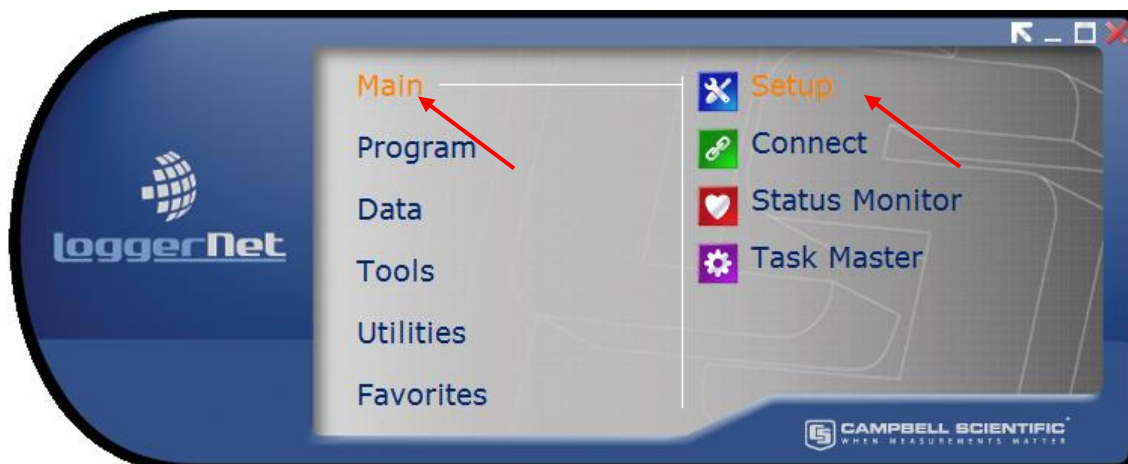 Main
Program
Data
Tools
Utilities
Favorites
Setup
Connect
Status Monitor
Task Master
loggerNet
CAMPBELL SCIENTIFIC
WHEN MEASUREMENTS MATTER